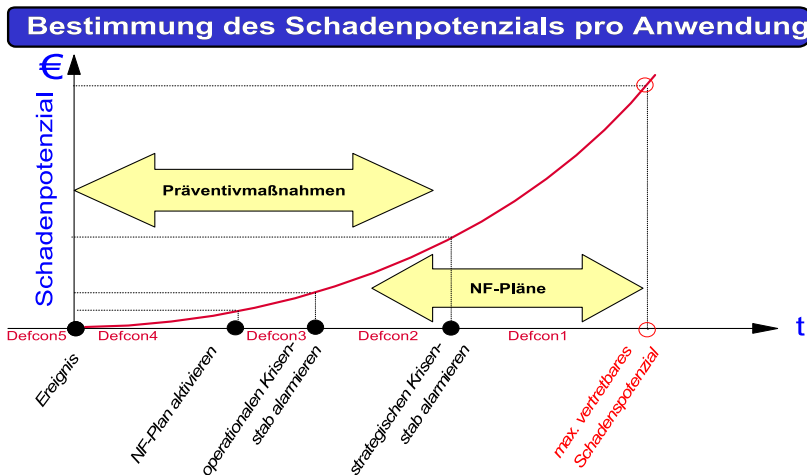 Bestimmung des Schadenpotenzials pro Anwendung
€
Schadenpotenzial
Präventivmaßnahmen
NF-Pläne
t
Defcon5
Defcon4
Defcon3
Defcon2
Defcon1
Ereignis
NF-Plan aktivieren
operationalen Krisen-
stab alarmieren
strategischen Krisen-
stab alarmieren
max. vertretbares
Schadenspotenzial